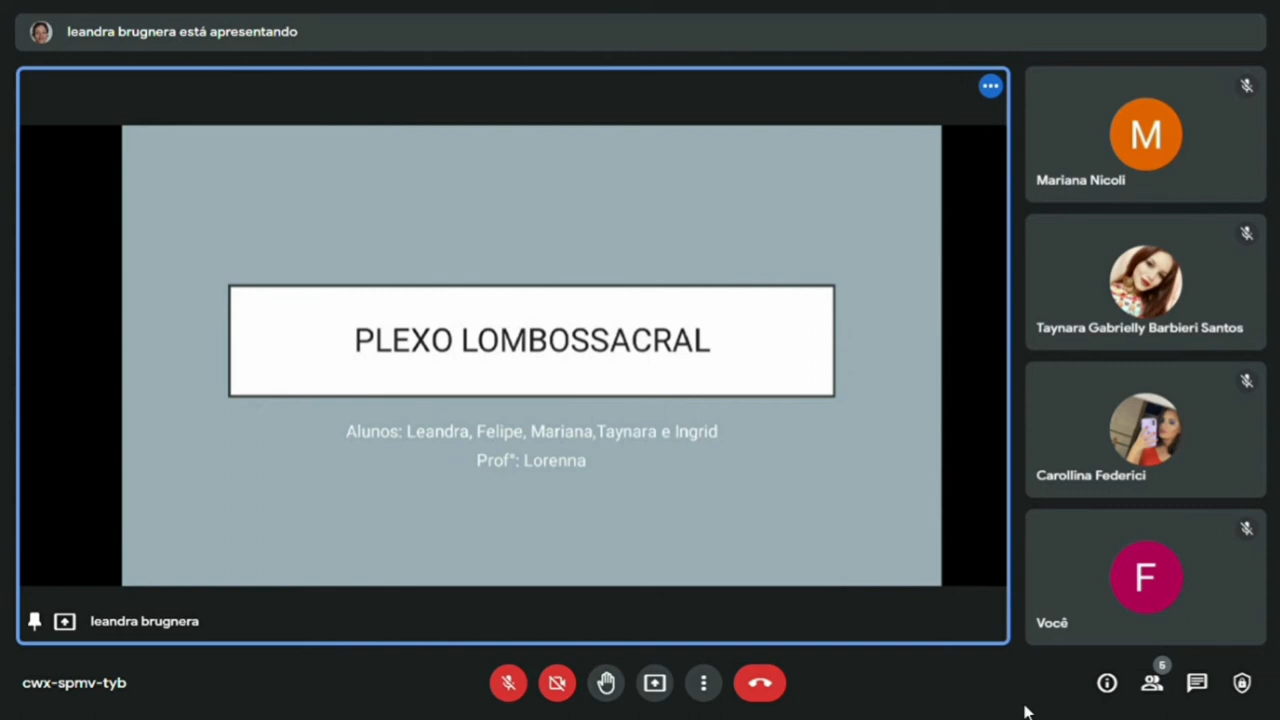 leandra brugnera está apresentando
PLEXO LOMBOSSACRAL
Alunos: Leandra, Felipe, Mariana,Taynara e Ingrid
Prof°: Lorenna
leandra brugnera
M
Mariana Nicoli
Taynara Gabrielly Barbieri Santos
Carollina Federici
F
Você
cwx-spmv-tyb
5